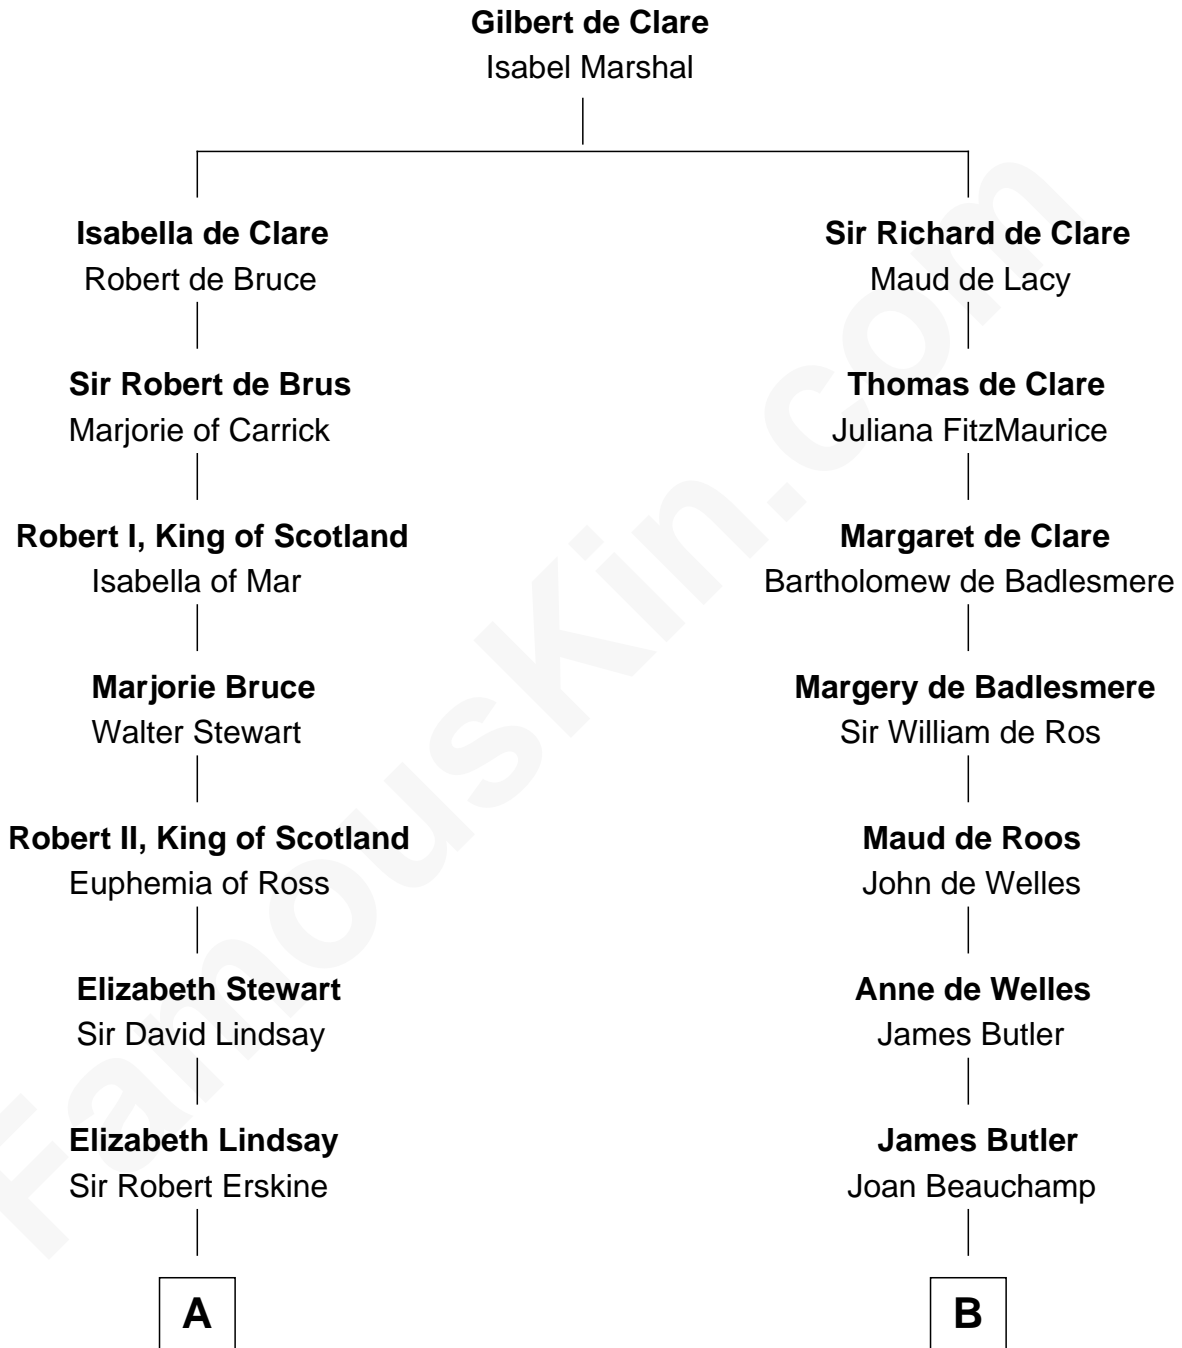 Gilbert de Clare
Isabel Marshal
Isabella de Clare
Robert de Bruce
Sir Richard de Clare
Maud de Lacy
Sir Robert de Brus
Marjorie of Carrick
Thomas de Clare
Juliana FitzMaurice
Robert I, King of Scotland
Isabella of Mar
Margaret de Clare
Bartholomew de Badlesmere
Marjorie Bruce
Walter Stewart
Margery de Badlesmere
Sir William de Ros
Robert II, King of Scotland
Euphemia of Ross
Maud de Roos
John de Welles
Elizabeth Stewart
Sir David Lindsay
Anne de Welles
James Butler
Elizabeth Lindsay
Sir Robert Erskine
James Butler
Joan Beauchamp
A
B
FamousKin.com